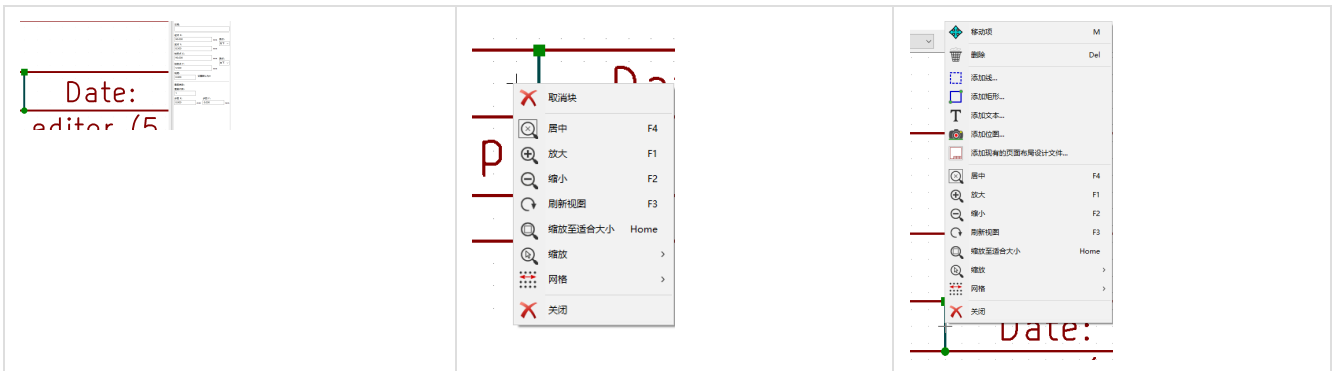 Date:
editor (5
取消块
居中 F4
放大 F1
缩小 F2
刷新视图 F3
缩放至适合大小 Home
缩放
网格
关闭
P
移动项 M
删除 Del
添加线...
添加矩形...
添加文本...
添加位图...
添加现有的页面布局设计文件...
居中 F4
放大 F1
缩小 F2
刷新视图 F3
缩放至适合大小 Home
缩放
网格
关闭
Date: